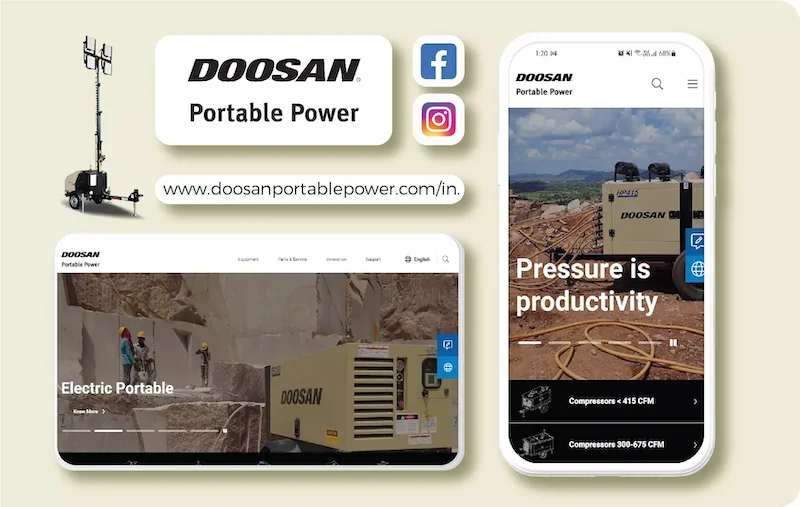 DOOSAN
Portable Power
www.doosanportablepower.com/in.
DOOSAN
Portable Power
Equipment
Parts & Service
Innovation
Support
English
DOOSAN
Electric Portable
Know More
1:20
68%
DOOSAN
Portable Power
HP415
DOOSAN
Pressure is
productivity
Compressors < 415 CFM
Compressors 300-675 CFM